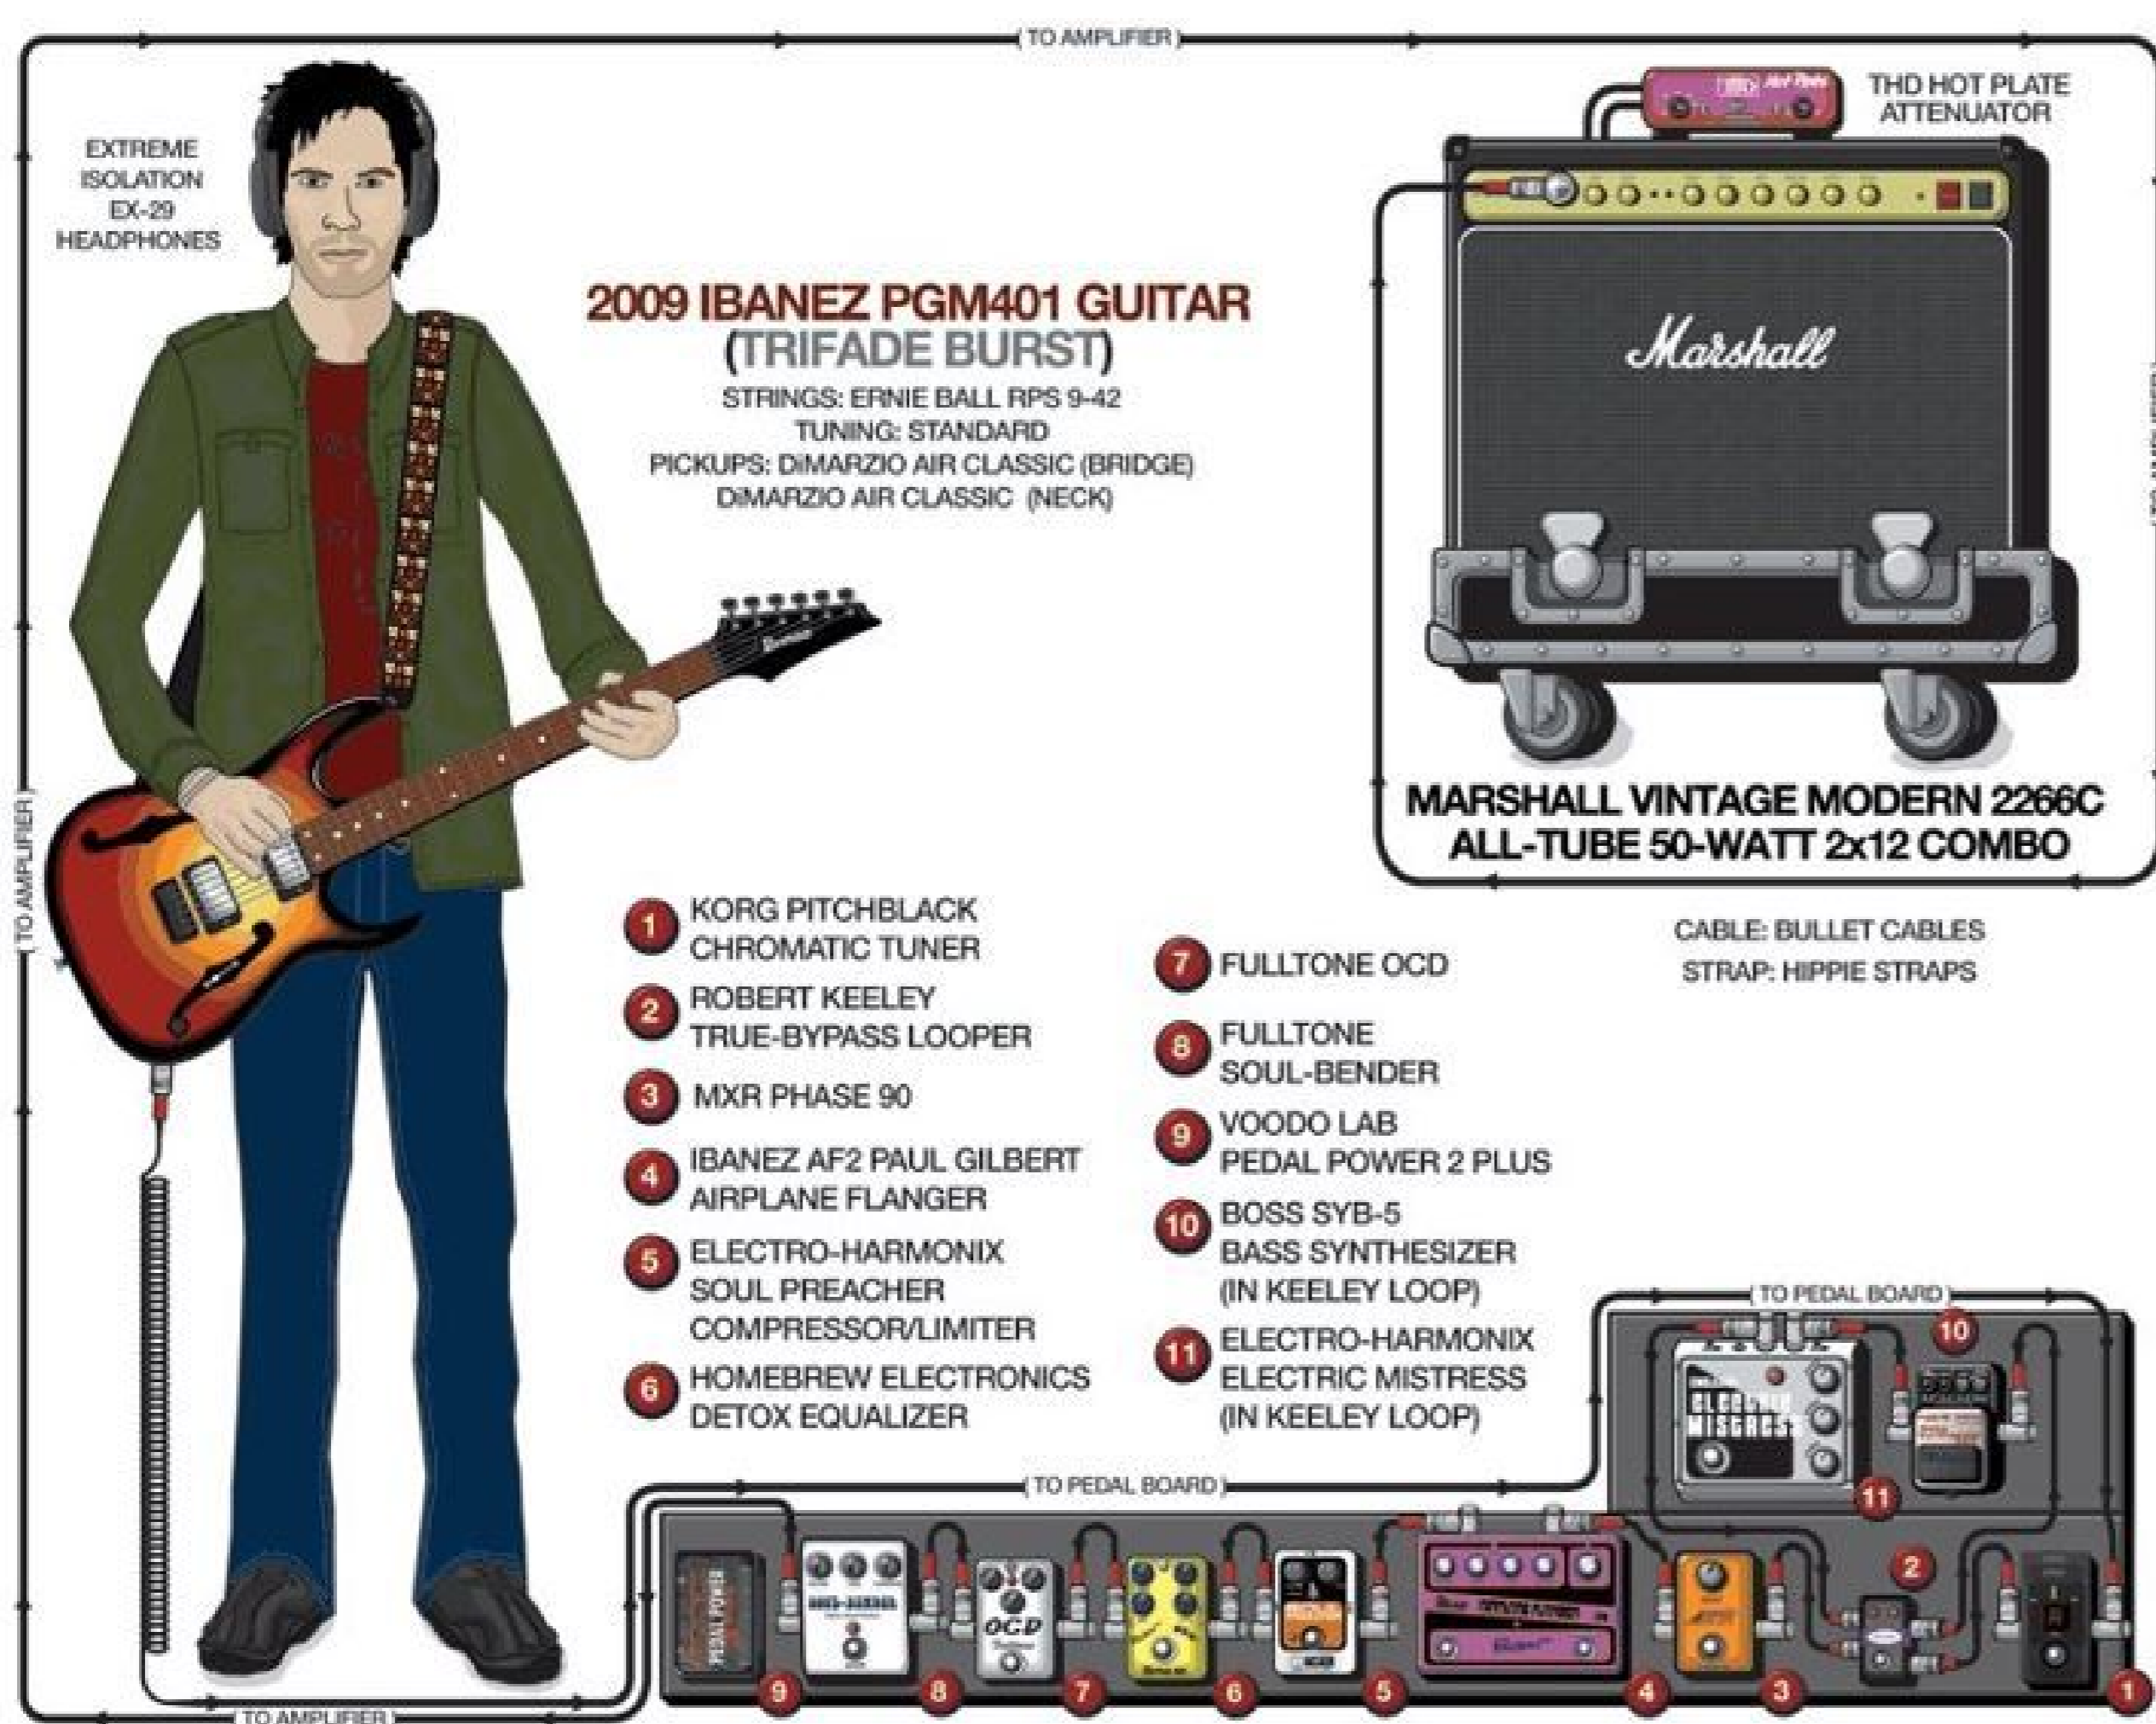 ( TO AMPLIFIER )
THD HOT PLATE
ATTENUATOR
EXTREME
ISOLATION
EX-29
HEADPHONES
2009 IBANEZ PGM401 GUITAR
(TRIFADE BURST)
STRINGS: ERNIE BALL RPS 9-42
TUNING: STANDARD
PICKUPS: DiMARZIO AIR CLASSIC (BRIDGE)
DiMARZIO AIR CLASSIC (NECK)
Marshall
Ibanez
MARSHALL VINTAGE MODERN 2266C
ALL-TUBE 50-WATT 2x12 COMBO
( TO AMPLIFIER )
CABLE: BULLET CABLES
STRAP: HIPPIE STRAPS
1 KORG PITCHBLACK
CHROMATIC TUNER
2 ROBERT KEELEY
TRUE-BYPASS LOOPER
3 MXR PHASE 90
4 IBANEZ AF2 PAUL GILBERT
AIRPLANE FLANGER
5 ELECTRO-HARMONIX
SOUL PREACHER
COMPRESSOR/LIMITER
6 HOMEBREW ELECTRONICS
DETOX EQUALIZER
7 FULLTONE OCD
8 FULLTONE
SOUL-BENDER
9 VOODO LAB
PEDAL POWER 2 PLUS
10 BOSS SYB-5
BASS SYNTHESIZER
(IN KEELEY LOOP)
11 ELECTRO-HARMONIX
ELECTRIC MISTRESS
(IN KEELEY LOOP)
( TO PEDAL BOARD )
10
11
( TO PEDAL BOARD )
2
PEDAL POWER
SOUL-BENDER
OCD
9
8
7
6
5
4
3
1
( TO AMPLIFIER )